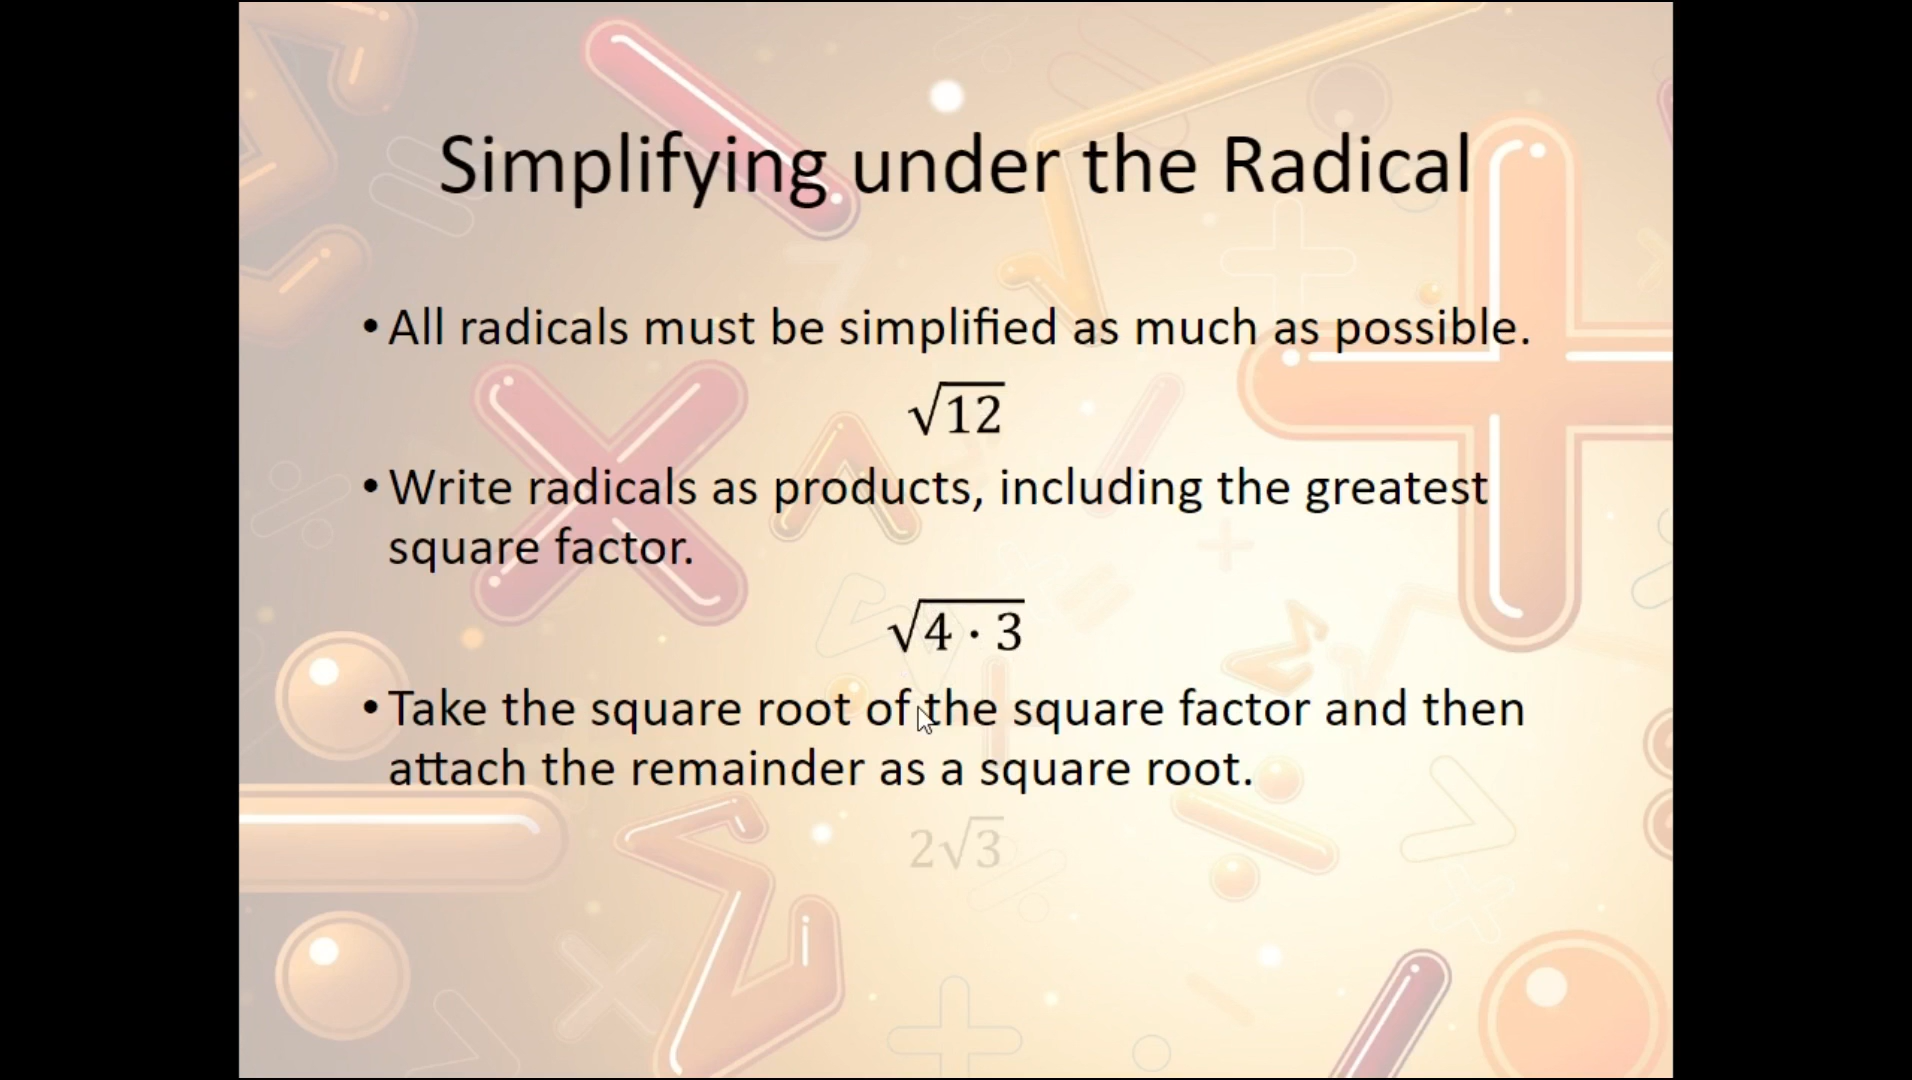 Simplifying under the Radical
• All radicals must be simplified as much as possible.
√12
• Write radicals as products, including the greatest
square factor.
√4 · 3
• Take the square root of the square factor and then
attach the remainder as a square root.
2√3